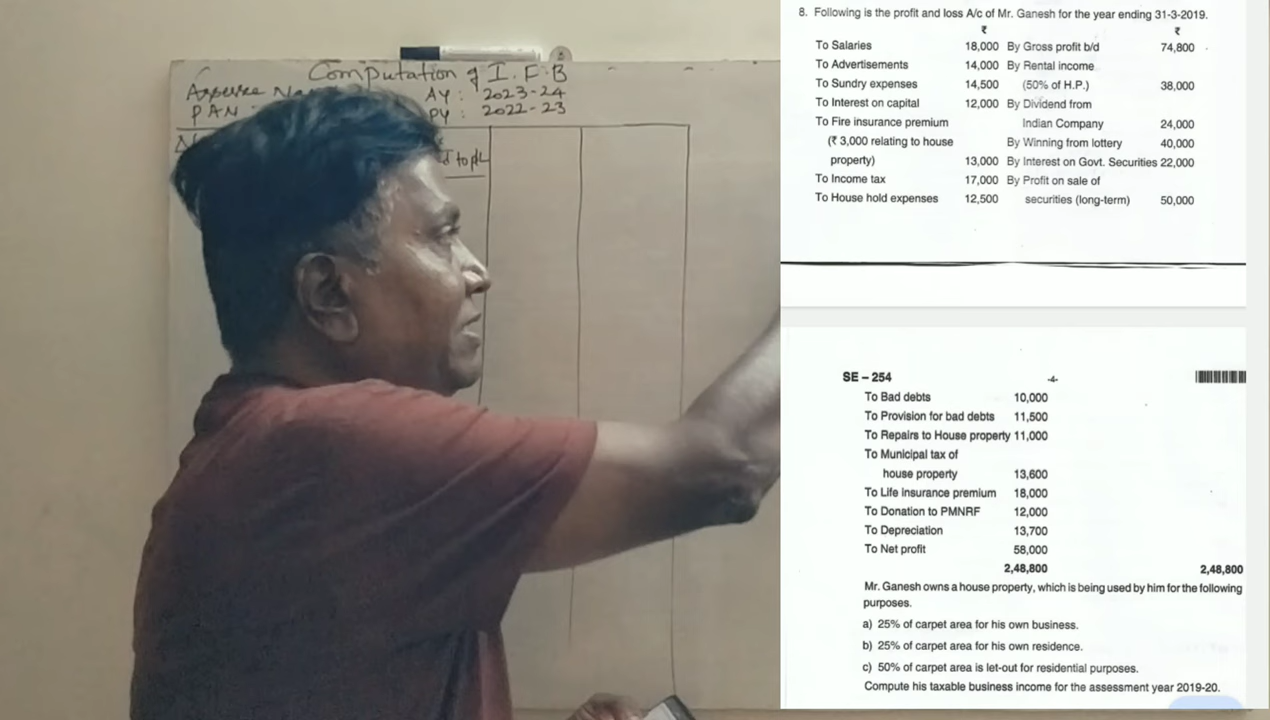 Computation of I. F. B
Assessee
AY : 2023-24
PAN :
PY : 2022-23
to p/L
8. Following is the profit and loss A/c of Mr. Ganesh for the year ending 31-3-2019.
₹ ₹
To Salaries 18,000 By Gross profit b/d 74,800
To Advertisements 14,000 By Rental income
To Sundry expenses 14,500 (50% of H.P.) 38,000
To Interest on capital 12,000 By Dividend from
To Fire insurance premium Indian Company 24,000
(₹ 3,000 relating to house By Winning from lottery 40,000
property) 13,000 By Interest on Govt. Securities 22,000
To Income tax 17,000 By Profit on sale of
To House hold expenses 12,500 securities (long-term) 50,000
SE – 254 -4-
To Bad debts 10,000
To Provision for bad debts 11,500
To Repairs to House property 11,000
To Municipal tax of
house property 13,600
To Life insurance premium 18,000
To Donation to PMNRF 12,000
To Depreciation 13,700
To Net profit 58,000
2,48,800 2,48,800
Mr. Ganesh owns a house property, which is being used by him for the following
purposes.
a) 25% of carpet area for his own business.
b) 25% of carpet area for his own residence.
c) 50% of carpet area is let-out for residential purposes.
Compute his taxable business income for the assessment year 2019-20.